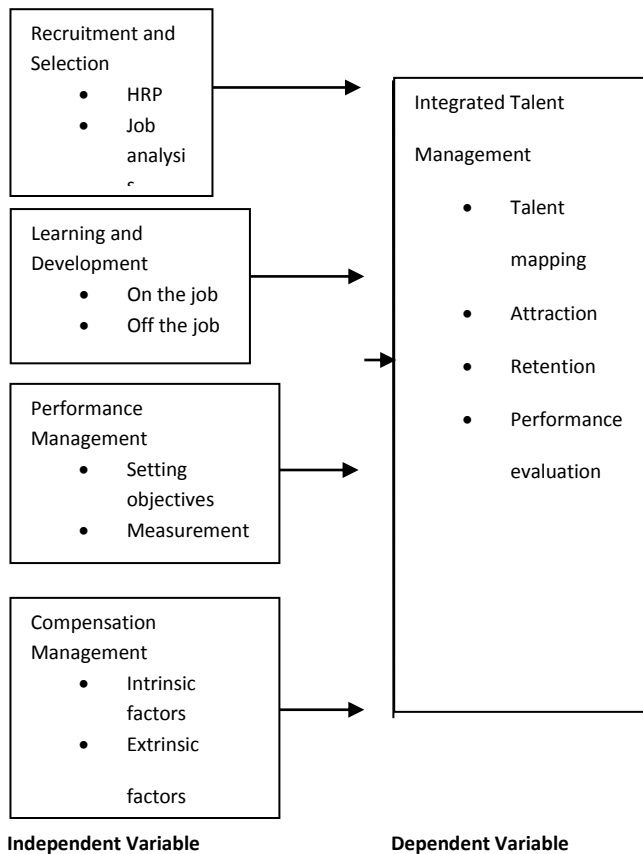 Recruitment and
Selection
• HRP
• Job
analysi
s
Learning and
Development
• On the job
• Off the job
Performance
Management
• Setting
objectives
• Measurement
Compensation
Management
• Intrinsic
factors
• Extrinsic
factors
Independent Variable
Integrated Talent
Management
• Talent
mapping
• Attraction
• Retention
• Performance
evaluation
Dependent Variable